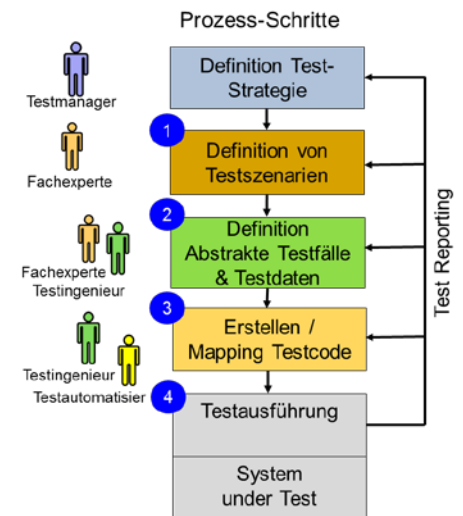 Prozess-Schritte
Testmanager
Definition Test-
Strategie
1
Fachexperte
Definition von
Testszenarien
2
Fachexperte
Testingenieur
Definition
Abstrakte Testfälle
& Testdaten
3
Testingenieur
Testautomatisier
Erstellen /
Mapping Testcode
4
Testausführung
System
under Test
Test Reporting